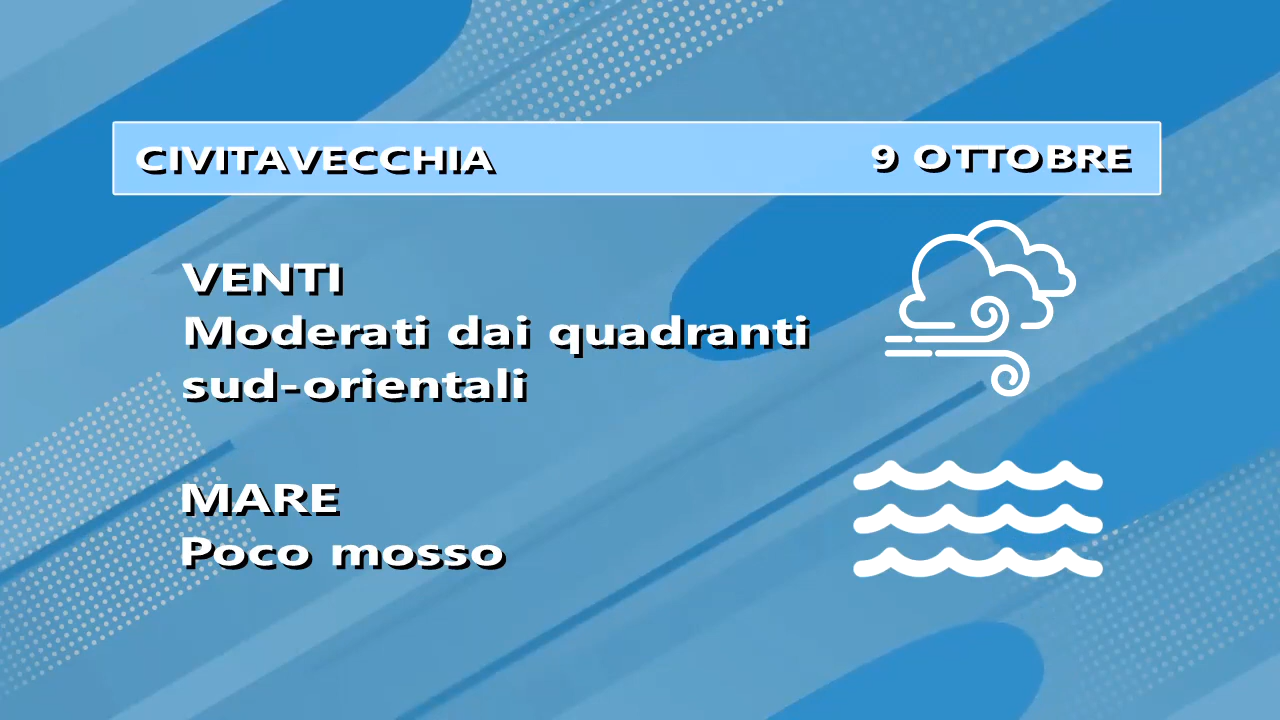 CIVITAVECCHIA 9 OTTOBRE
VENTI
Moderati dai quadranti
sud-orientali
MARE
Poco mosso